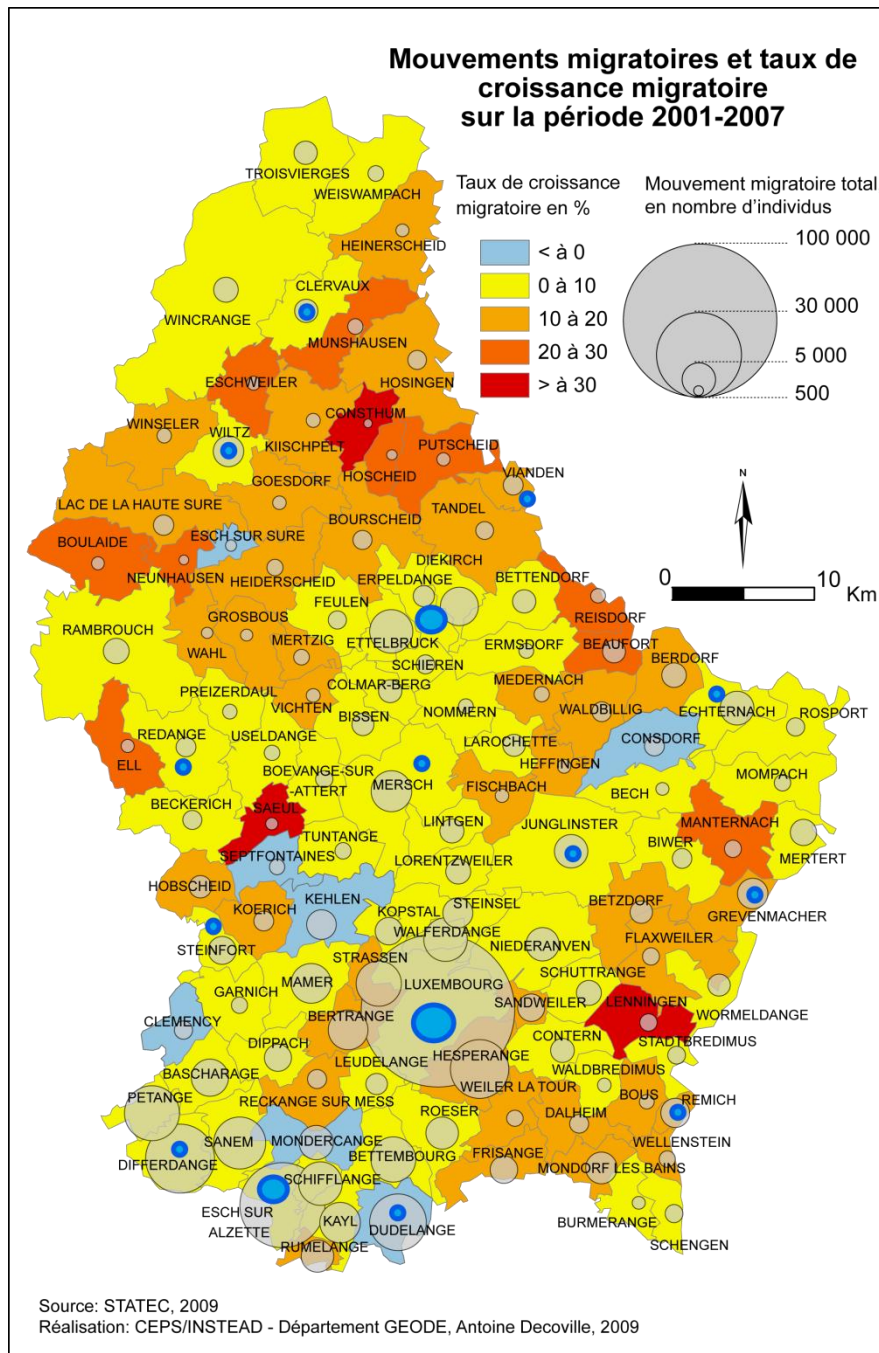 Mouvements migratoires et taux de
croissance migratoire
sur la période 2001-2007
Taux de croissance
migratoire en %
< à 0
0 à 10
10 à 20
20 à 30
> à 30
Mouvement migratoire total
en nombre d'individus
100 000
30 000
5 000
500
N
0
10
Km
TROISVIERGES
WEISWAMPACH
HEINERSCHEID
CLERVAUX
WINCRANGE
MUNSHAUSEN
ESCHWEILER
HOSINGEN
CONSTHUM
WINSELER
WILTZ
KIISCHPELT
PUTSCHEID
HOSCHEID
VIANDEN
GOESDORF
LAC DE LA HAUTE SURE
TANDEL
BOURSCHEID
ESCH SUR SURE
BOULAIDE
DIEKIRCH
NEUNHAUSEN
HEIDERSCHEID
ERPELDANGE
BETTENDORF
FEULEN
REISDORF
GROSBOUS
RAMBROUCH
ETTELBRUCK
ERMSDORF
BEAUFORT
WAHL
MERTZIG
SCHIEREN
BERDORF
MEDERNACH
COLMAR-BERG
PREIZERDAUL
VICHTEN
NOMMERN
WALDBILLIG
ECHTERNACH
ROSPORT
BISSEN
REDANGE
USELDANGE
CONSDORF
LAROCHETTE
ELL
HEFFINGEN
BOEVANGE-SUR
-ATTERT
MERSCH
MOMPACH
FISCHBACH
BECH
BECKERICH
SAEUL
LINTGEN
JUNGLINSTER
MANTERNACH
TUNTANGE
BIWER
MERTERT
SEPTFONTAINES
LORENTZWEILER
HOBSCHEID
KEHLEN
STEINSEL
BETZDORF
GREVENMACHER
KOERICH
KOPSTAL
WALFERDANGE
STEINFORT
NIEDERANVEN
FLAXWEILER
STRASSEN
SCHUTTRANGE
MAMER
LUXEMBOURG
GARNICH
SANDWEILER
LENNINGEN
WORMELDANGE
CLEMENCY
BERTRANGE
CONTERN
STADTBREDIMUS
DIPPACH
HESPERANGE
LEUDELANGE
WALDBREDIMUS
BASCHARAGE
WEILER LA TOUR
PETANGE
RECKANGE SUR MESS
BOUS
REMICH
ROESER
DALHEIM
SANEM
MONDERCANGE
WELLENSTEIN
DIFFERDANGE
BETTEMBOURG
FRISANGE
MONDORF LES BAINS
SCHIFFLANGE
ESCH SUR
ALZETTE
KAYL
DUDELANGE
BURMERANGE
SCHENGEN
RUMELANGE
Source: STATEC, 2009
Réalisation: CEPS/INSTEAD - Département GEODE, Antoine Decoville, 2009